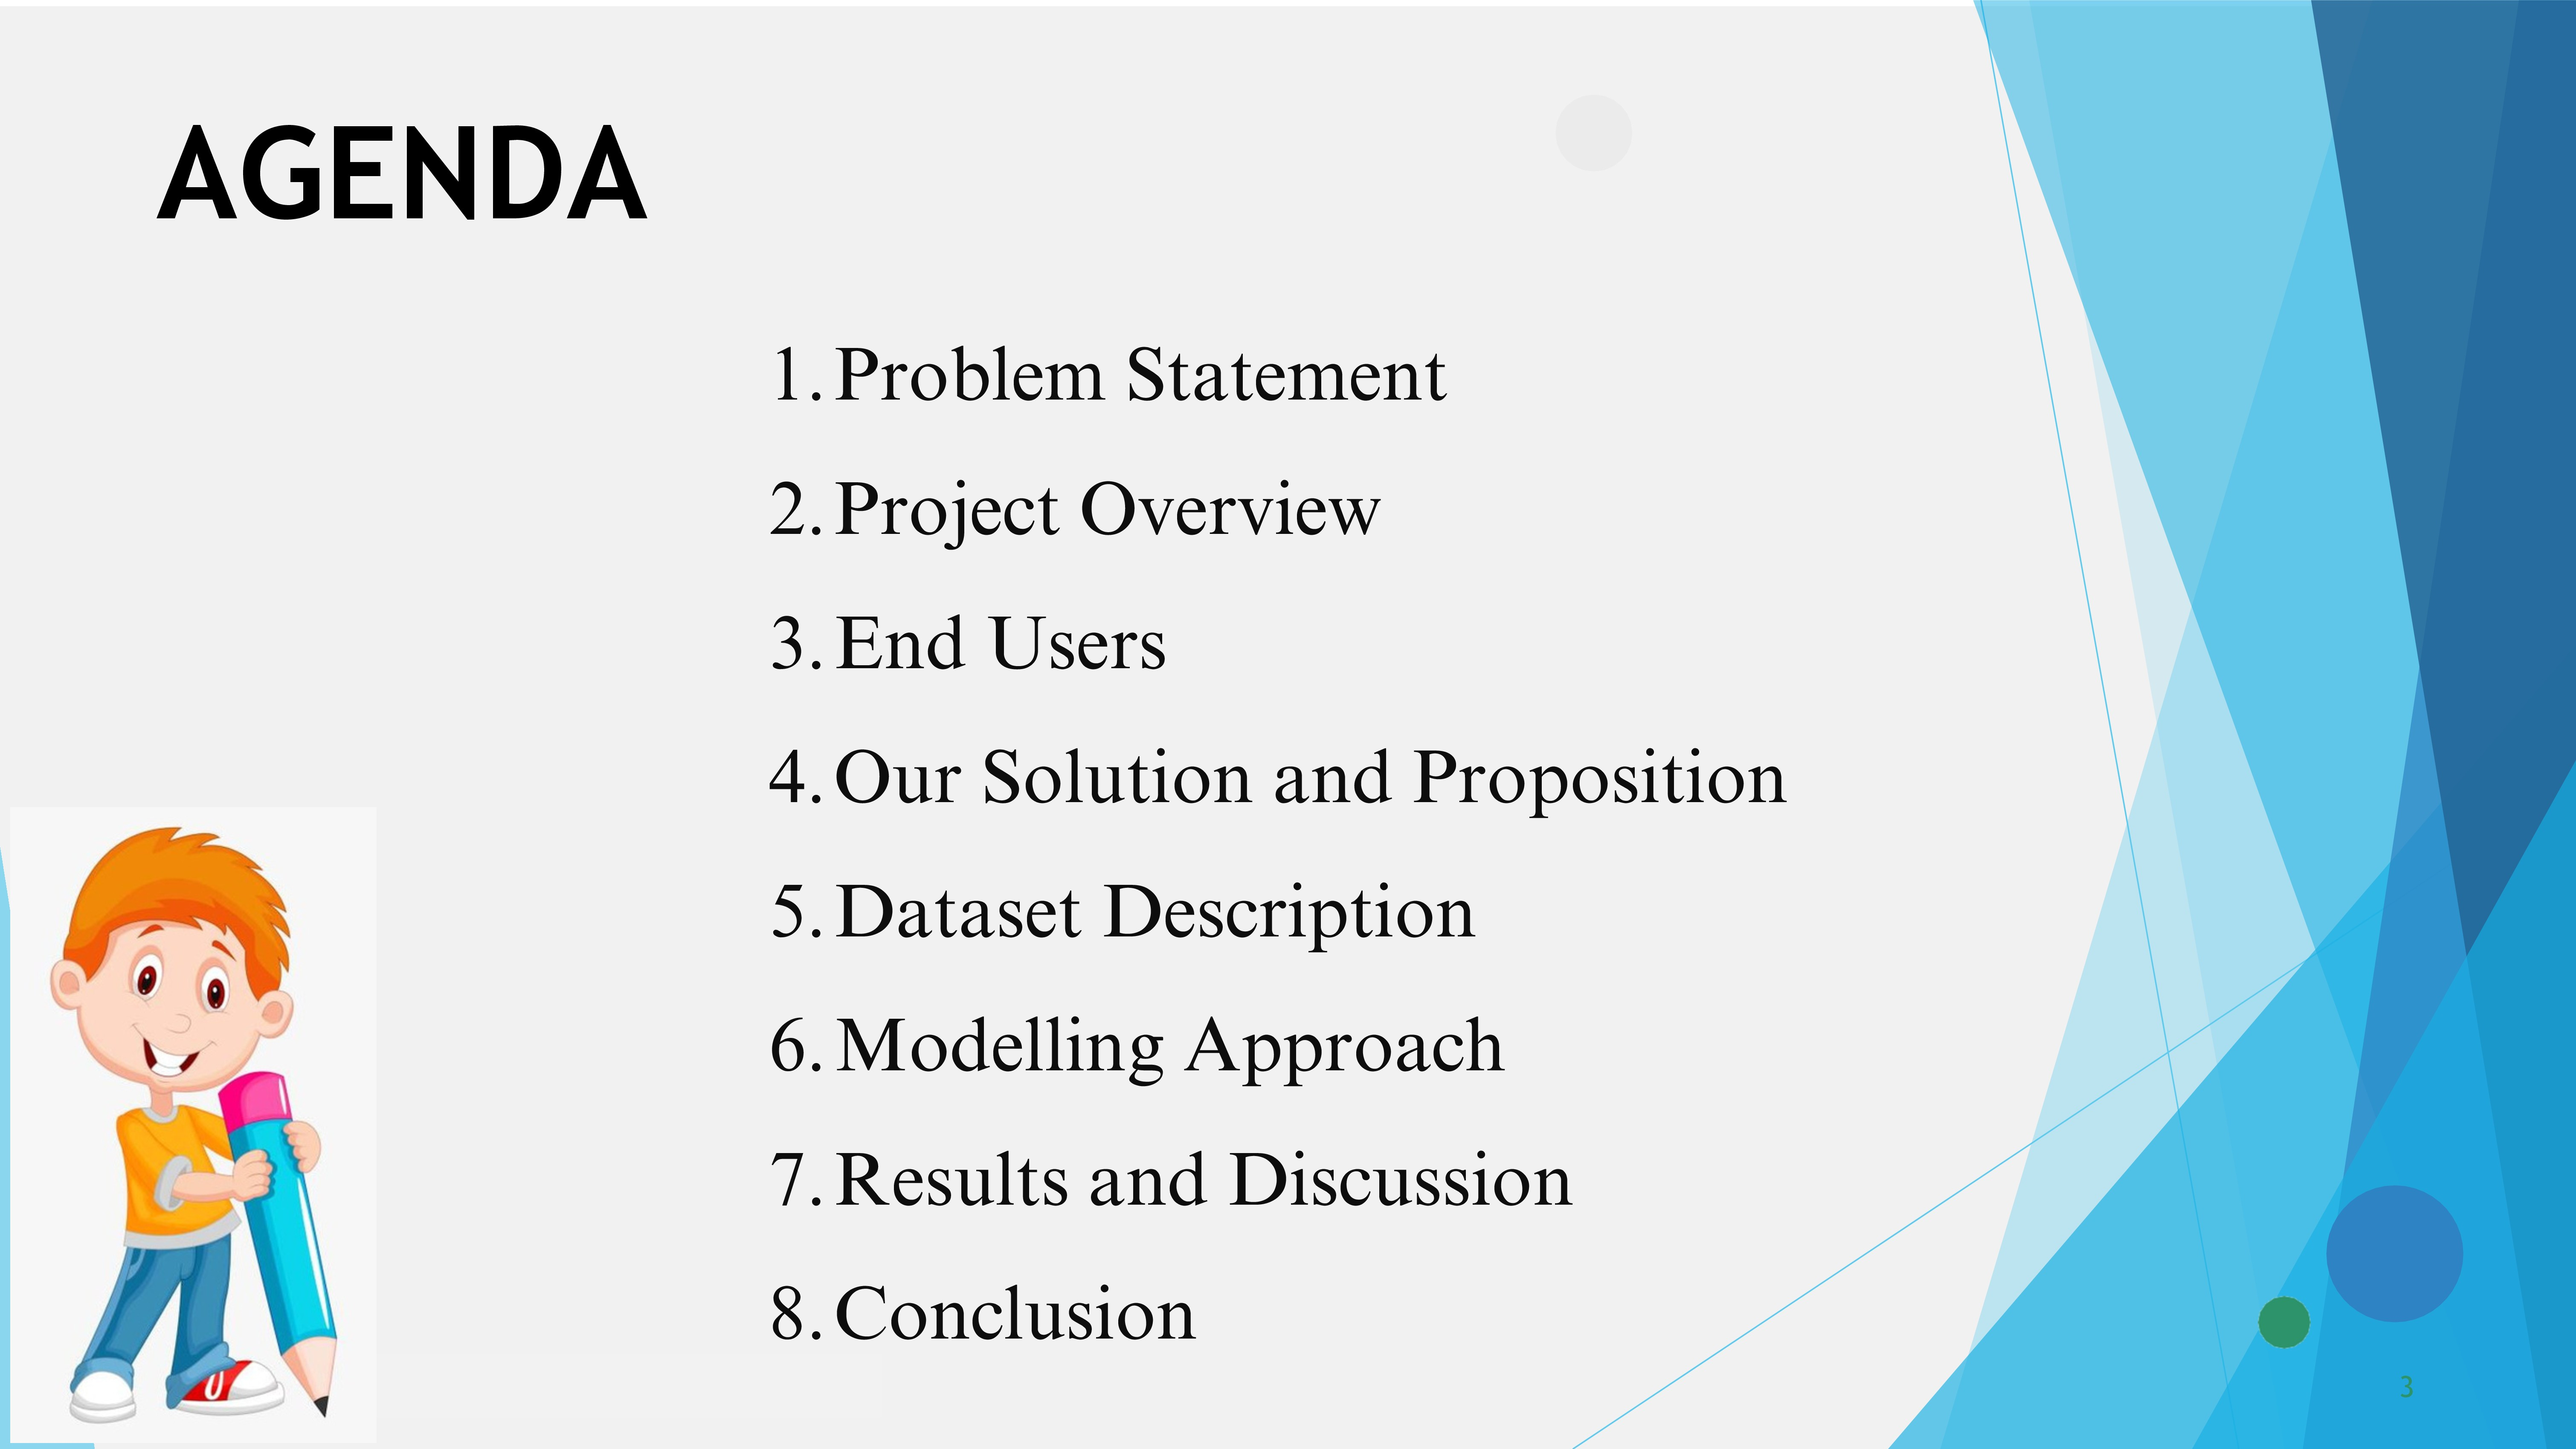 AGENDA
1. Problem Statement
2. Project Overview
3. End Users
4. Our Solution and Proposition
5. Dataset Description
6. Modelling Approach
7. Results and Discussion
8. Conclusion
3